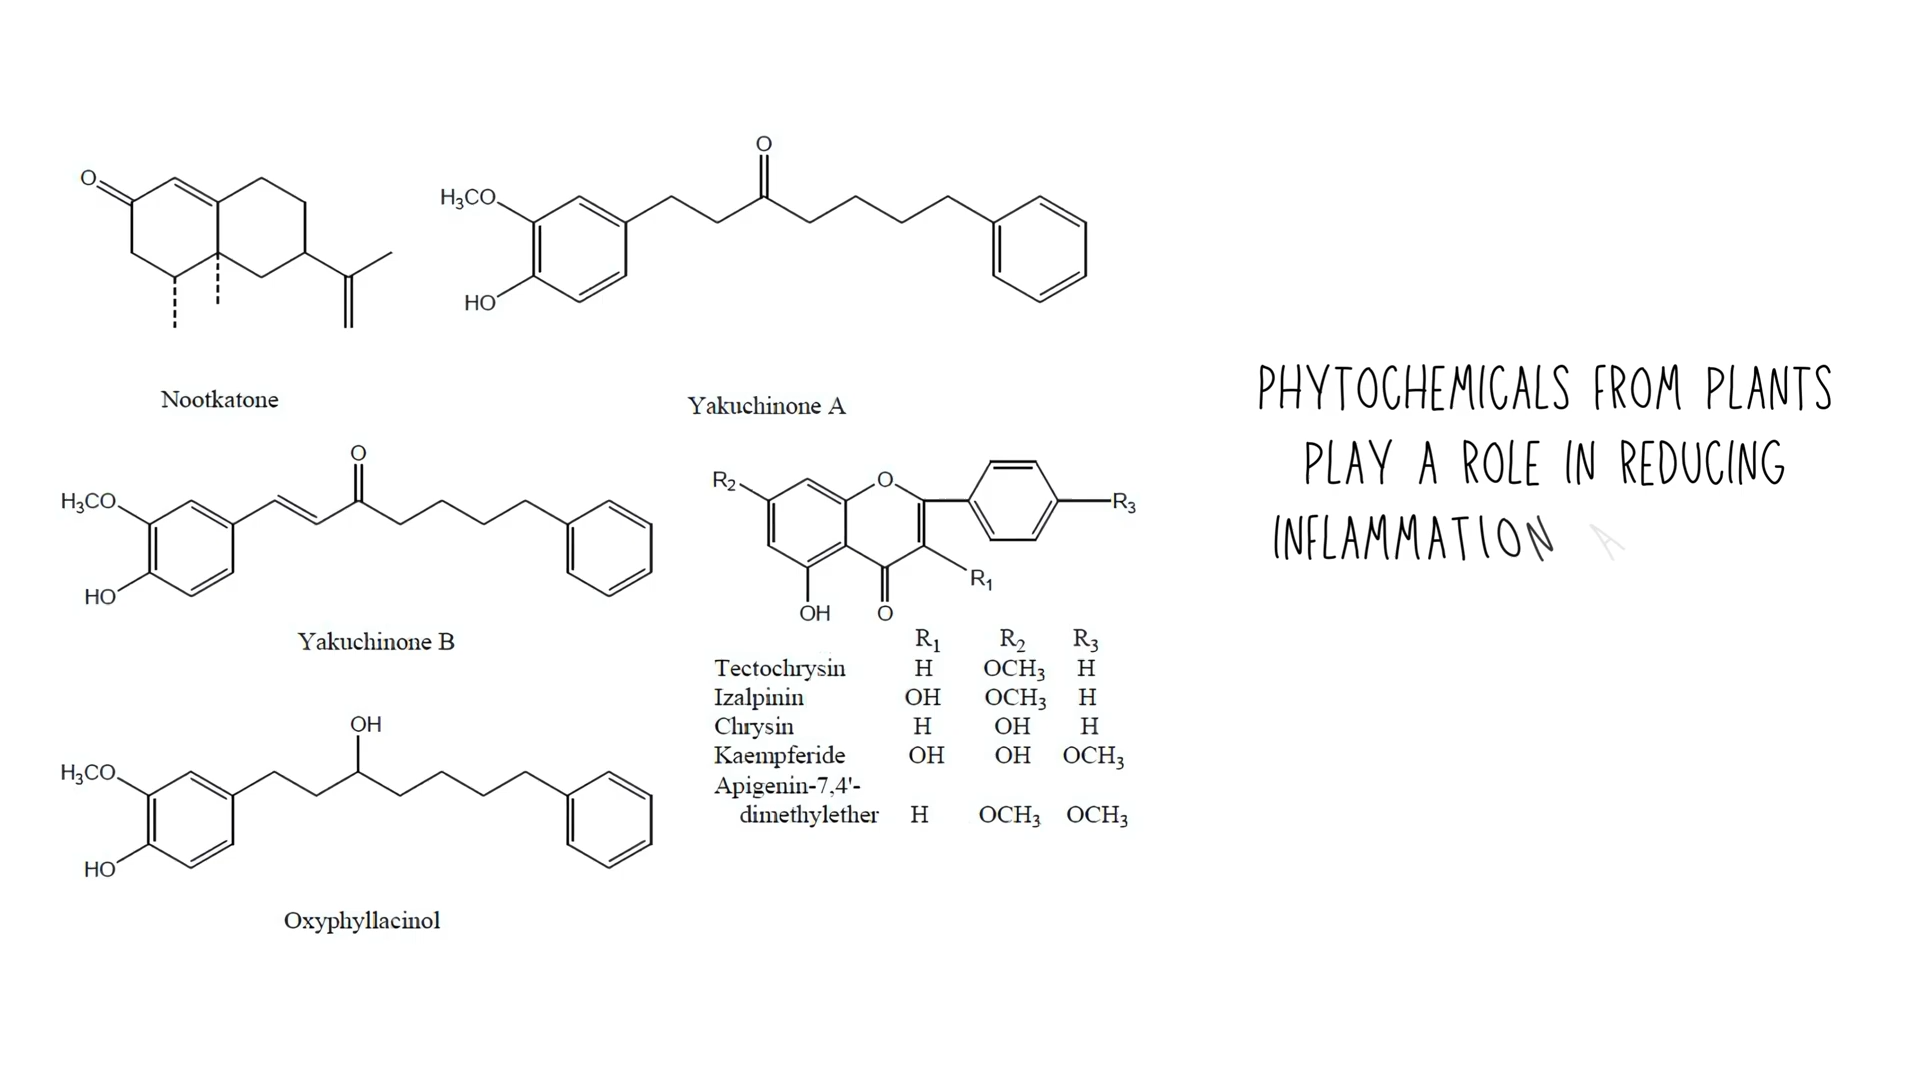 O
O
H₃CO
HO
Nootkatone
Yakuchinone A
O
H₃CO
HO
Yakuchinone B
OH
H₃CO
HO
Oxyphyllacinol
R₂
O
R₃
R₁
OH
O
R₁ R₂ R₃
Tectochrysin H OCH₃ H
Izalpinin OH OCH₃ H
Chrysin H OH H
Kaempferide OH OH OCH₃
Apigenin-7,4'-
dimethylether H OCH₃ OCH₃
PHYTOCHEMICALS FROM PLANTS
PLAY A ROLE IN REDUCING
INFLAMMATION A